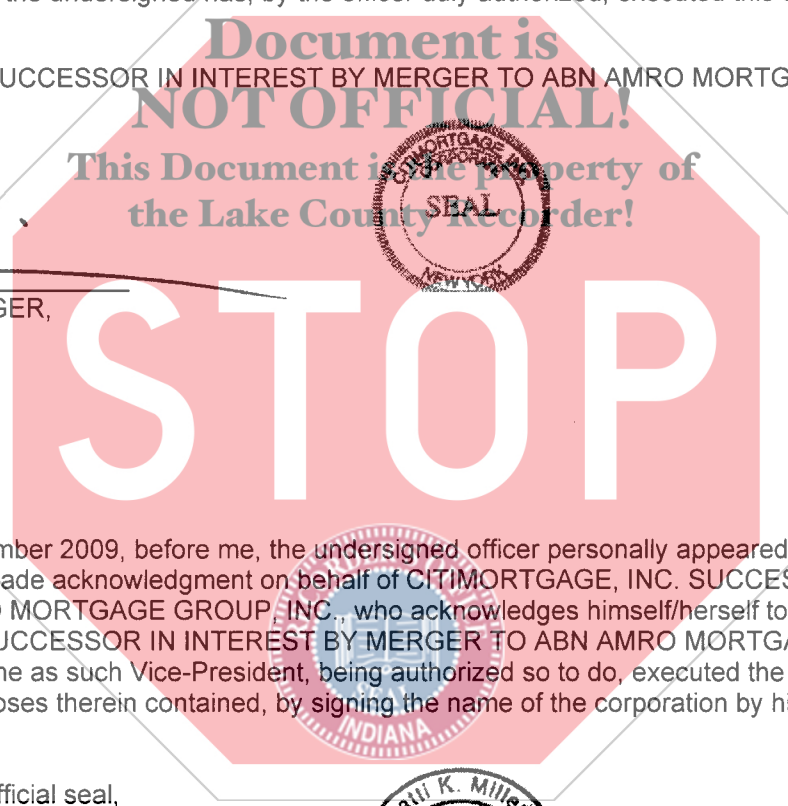 the undersigned has, by the officer duly authorized, executed this
Document is
UCCESSOR IN INTEREST BY MERGER TO ABN AMRO MORTG
NOT OFFICIAL!
CITIMORTGAGE, INC.
This Document is the property of
SEAL
the Lake County Recorder!
NEW YORK
GER,
STOP
mber 2009, before me, the undersigned officer personally appeared
ade acknowledgment on behalf of CITIMORTGAGE, INC. SUCCES
O MORTGAGE GROUP, INC., who acknowledges himself/herself to
UCCESSOR IN INTEREST BY MERGER TO ABN AMRO MORTGA
ne as such Vice-President, being authorized so to do, executed the
oses therein contained, by signing the name of the corporation by hi
SEAL
INDIANA
fficial seal,
atti K. Mille